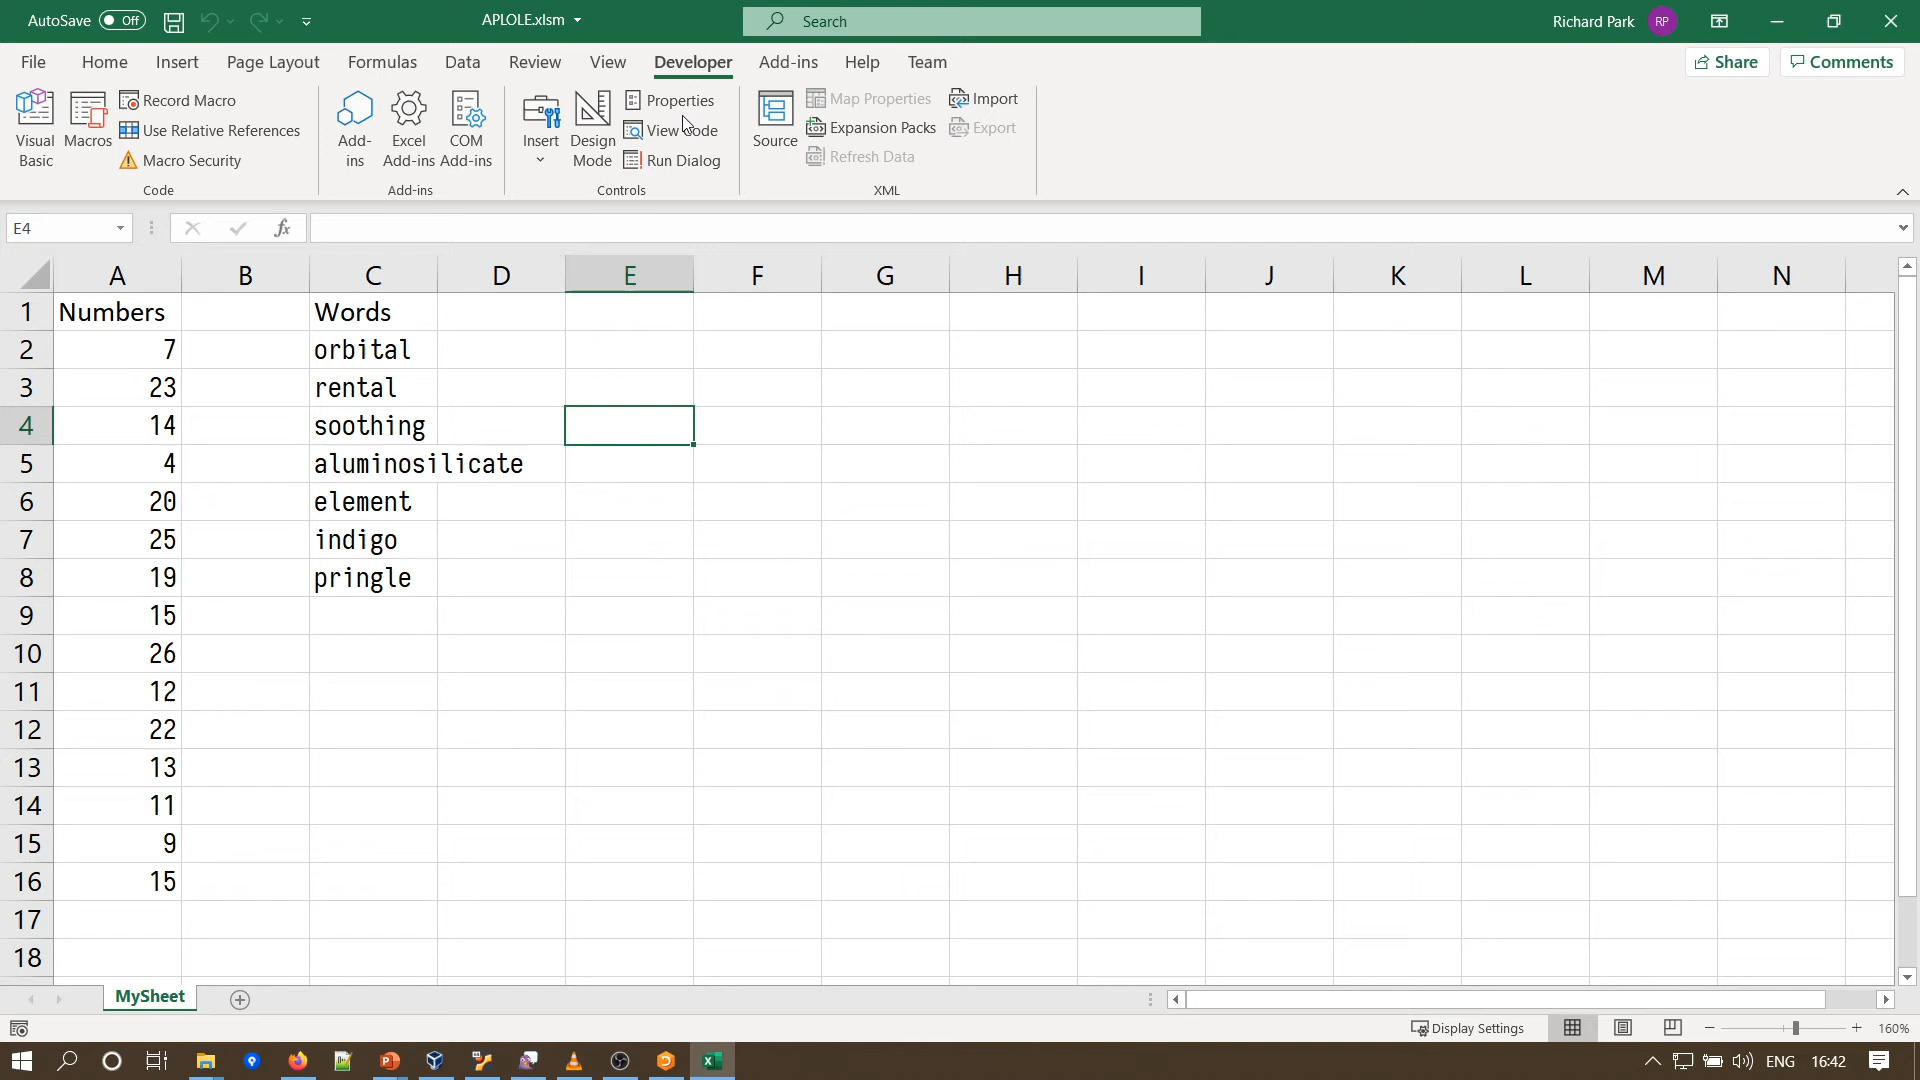 AutoSave Off APLOLE.xlsm Search Richard Park RP
File Home Insert Page Layout Formulas Data Review View Developer Add-ins Help Team Share Comments
Visual Basic
Macros
Record Macro
Use Relative References
Macro Security
Code
Add-ins
Excel Add-ins
COM Add-ins
Add-ins
Insert
Design Mode
Properties
View Code
Run Dialog
Controls
Source
Map Properties
Expansion Packs
Refresh Data
Import
Export
XML
E4 fx
A B C D E F G H I J K L M N
1 Numbers Words
2 7 orbital
3 23 rental
4 14 soothing
5 4 aluminosilicate
6 20 element
7 25 indigo
8 19 pringle
9 15
10 26
11 12
12 22
13 13
14 11
15 9
16 15
17
18
MySheet
Display Settings 160%
ENG 16:42